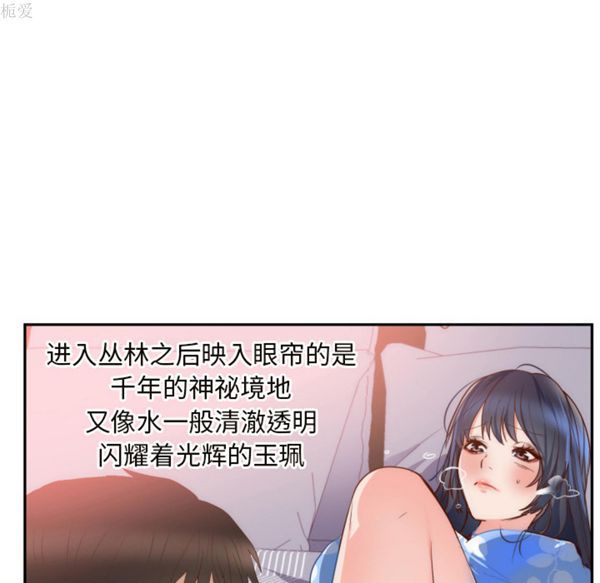 栀爱
进入丛林之后映入眼帘的是
千年的神祕境地
又像水一般清澈透明
闪耀着光辉的玉珮